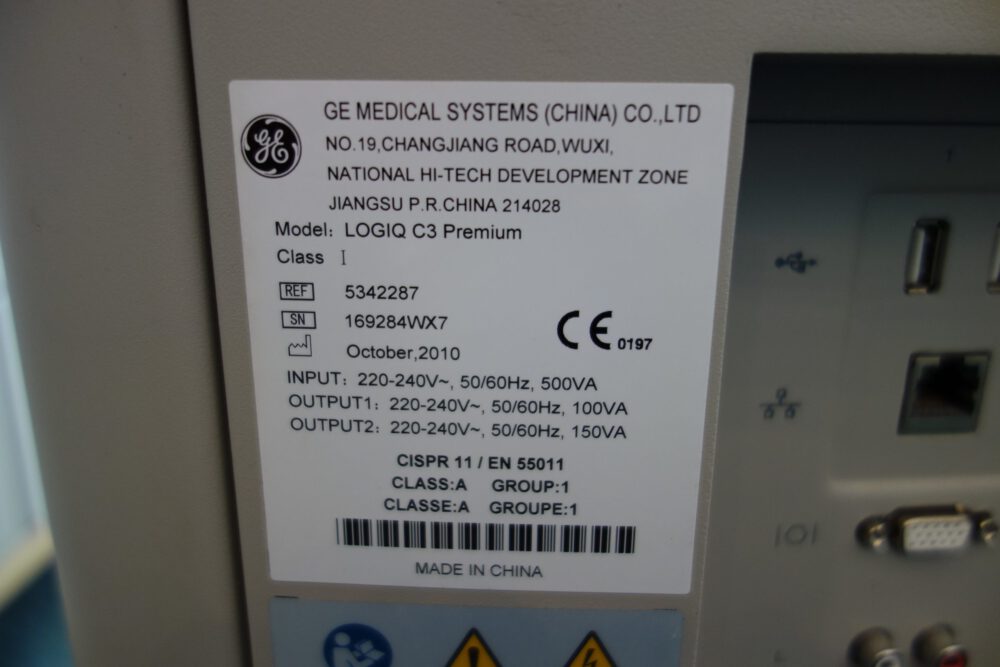 GE MEDICAL SYSTEMS (CHINA) CO.,LTD
GE
NO.19,CHANGJIANG ROAD,WUXI,
NATIONAL HI-TECH DEVELOPMENT ZONE
JIANGSU P.R.CHINA 214028
Model: LOGIQ C3 Premium
Class I
REF 5342287
SN 169284WX7
CE 0197
October,2010
INPUT: 220-240V~, 50/60Hz, 500VA
OUTPUT1: 220-240V~, 50/60Hz, 100VA
OUTPUT2: 220-240V~, 50/60Hz, 150VA
CISPR 11 / EN 55011
CLASS:A GROUP:1
CLASSE:A GROUPE:1
MADE IN CHINA